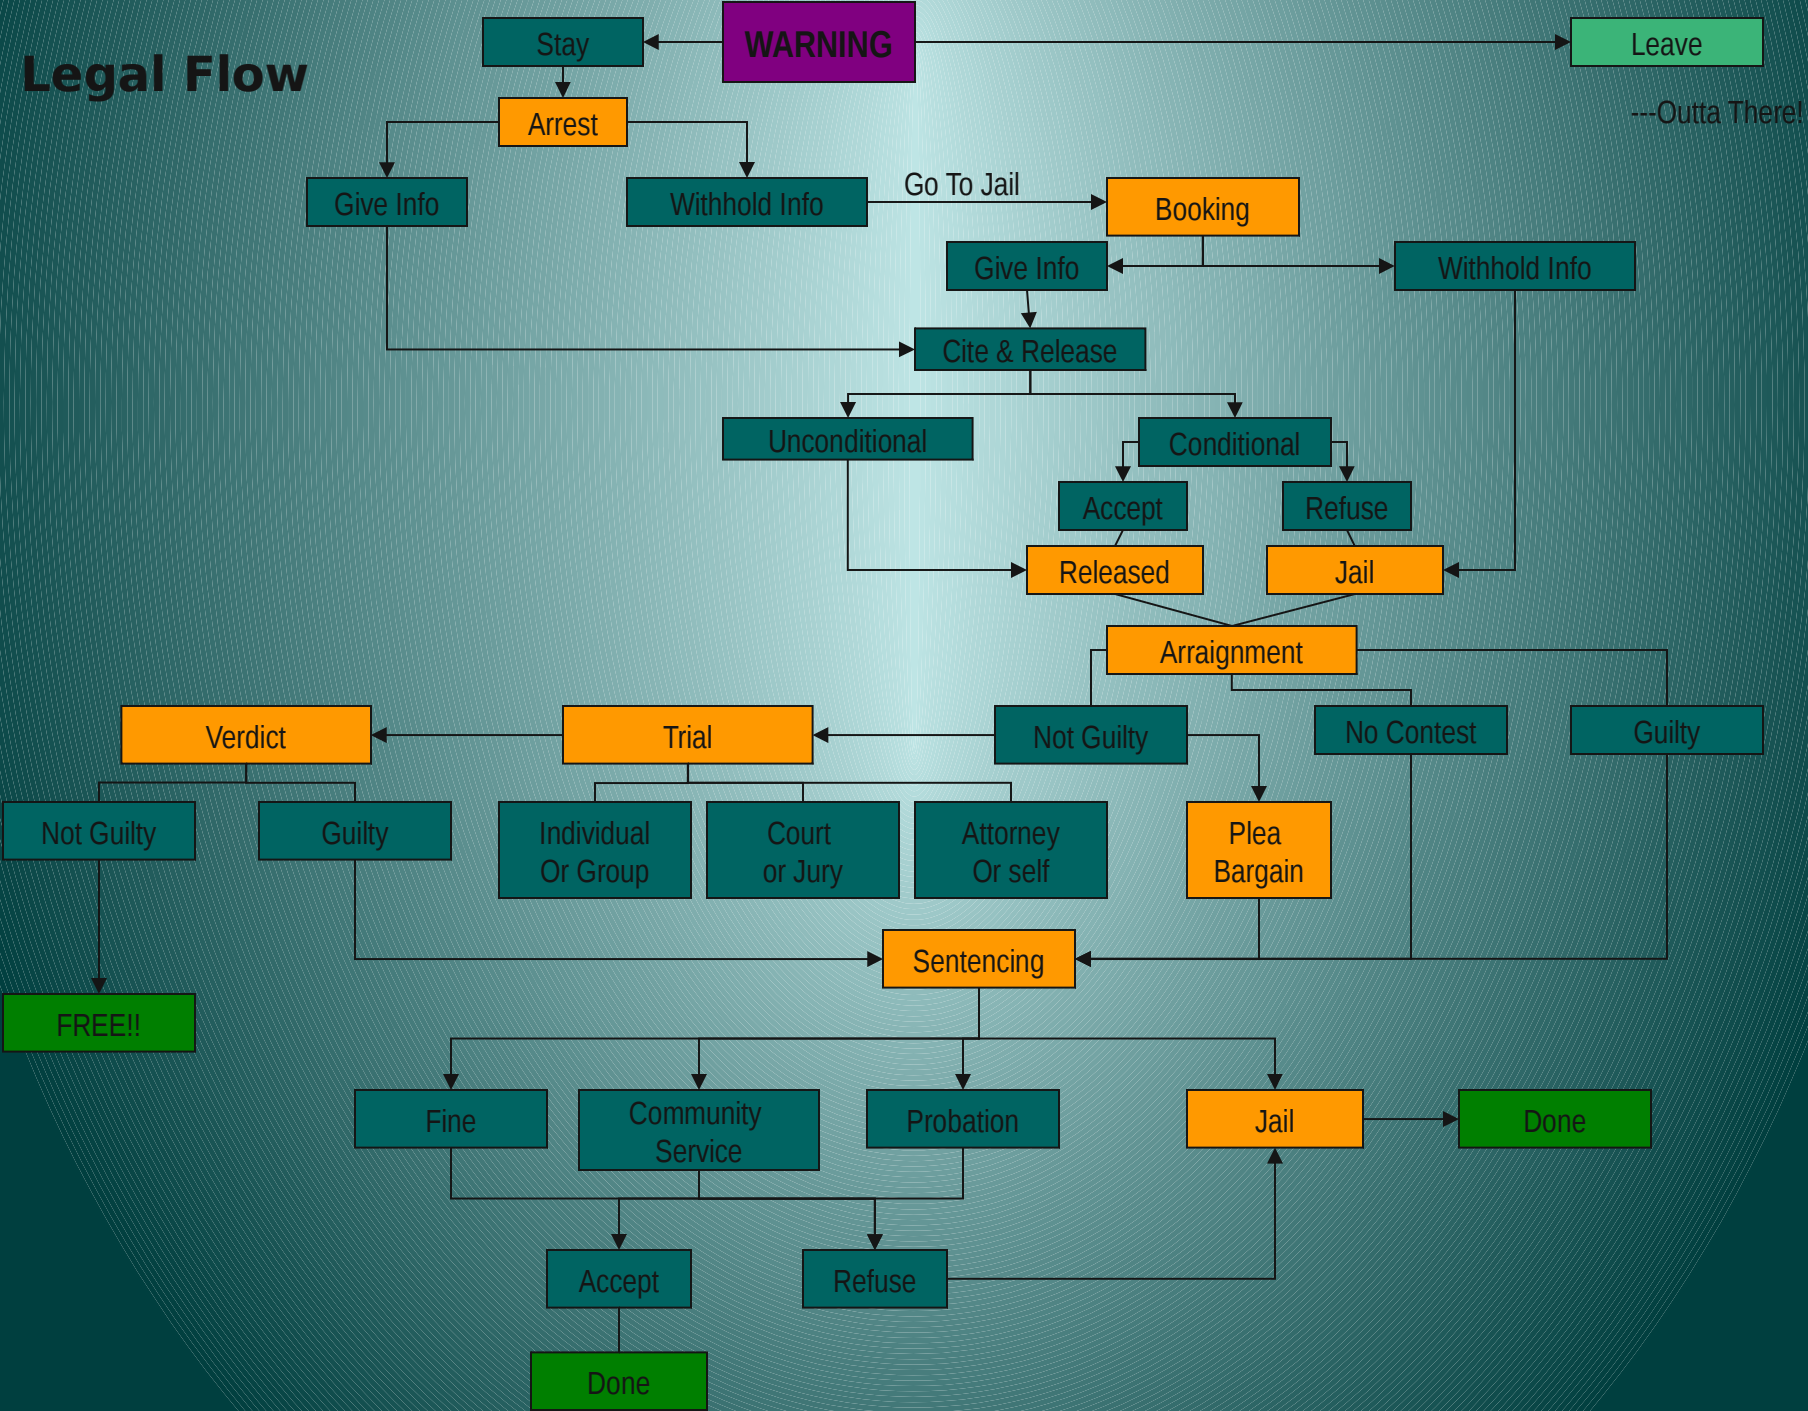 Stay
WARNING
Leave
Legal Flow
---Outta There!
Arrest
Give Info
Withhold Info
Go To Jail
Booking
Give Info
Withhold Info
Cite & Release
Unconditional
Conditional
Accept
Refuse
Released
Jail
Arraignment
Verdict
Trial
Not Guilty
No Contest
Guilty
Not Guilty
Guilty
Individual
Or Group
Court
or Jury
Attorney
Or self
Plea
Bargain
Sentencing
FREE!!
Fine
Community
Service
Probation
Jail
Done
Accept
Refuse
Done